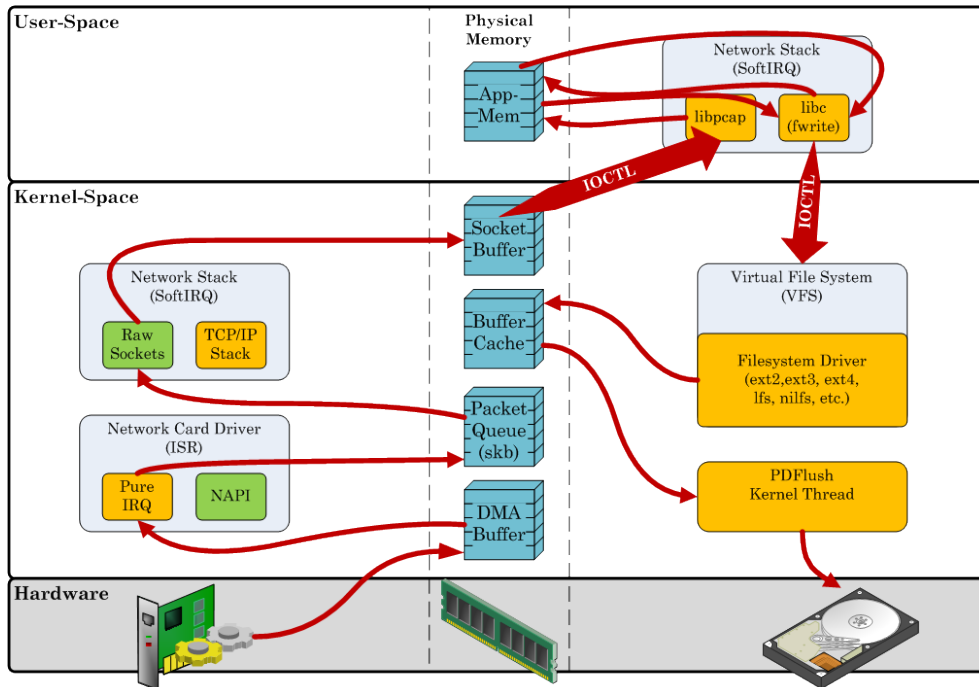 User-Space
Physical
Memory
Network Stack
(SoftIRQ)
App-
Mem
libpcap
libc
(fwrite)
IOCTL
IOCTL
Kernel-Space
Socket
Buffer
Network Stack
(SoftIRQ)
Raw
Sockets
TCP/IP
Stack
Virtual File System
(VFS)
Buffer
Cache
Filesystem Driver
(ext2,ext3, ext4,
lfs, nilfs, etc.)
Packet
Queue
(skb)
Network Card Driver
(ISR)
Pure
IRQ
NAPI
PDFlush
Kernel Thread
DMA
Buffer
Hardware